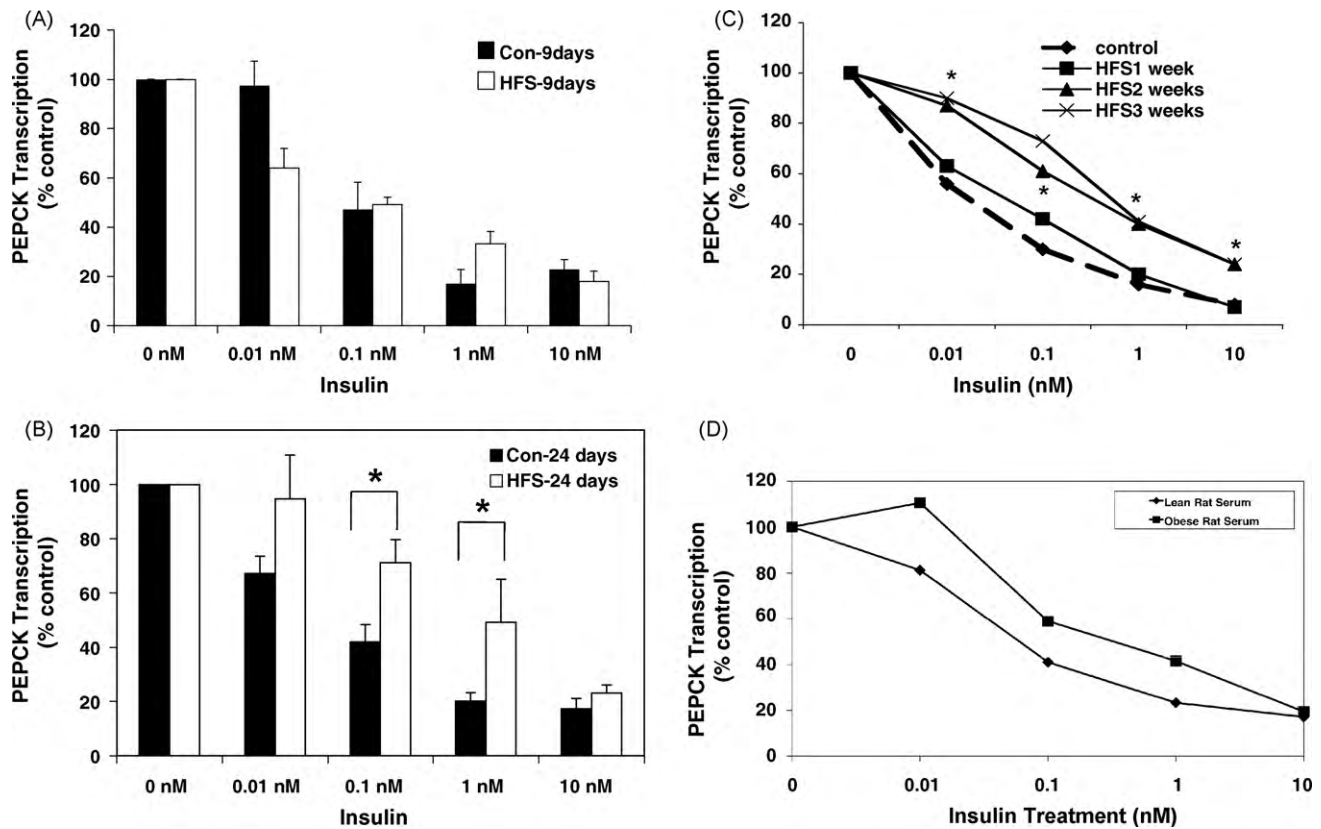 (A)
PEPCK Transcription
(% control)
120
100
80
60
40
20
0
Con-9days
HFS-9days
0 nM 0.01 nM 0.1 nM 1 nM 10 nM
Insulin
(B)
PEPCK Transcription
(% control)
120
100
80
60
40
20
0
Con-24 days
HFS-24 days
*
*
0 nM 0.01 nM 0.1 nM 1 nM 10 nM
Insulin
(C)
PEPCK Transcription
(% control)
120
100
80
60
40
20
0
control
HFS1 week
HFS2 weeks
HFS3 weeks
*
*
*
*
0 0.01 0.1 1 10
Insulin (nM)
(D)
PEPCK Transcription
(% control)
120
100
80
60
40
20
0
Lean Rat Serum
Obese Rat Serum
0 0.01 0.1 1 10
Insulin Treatment (nM)